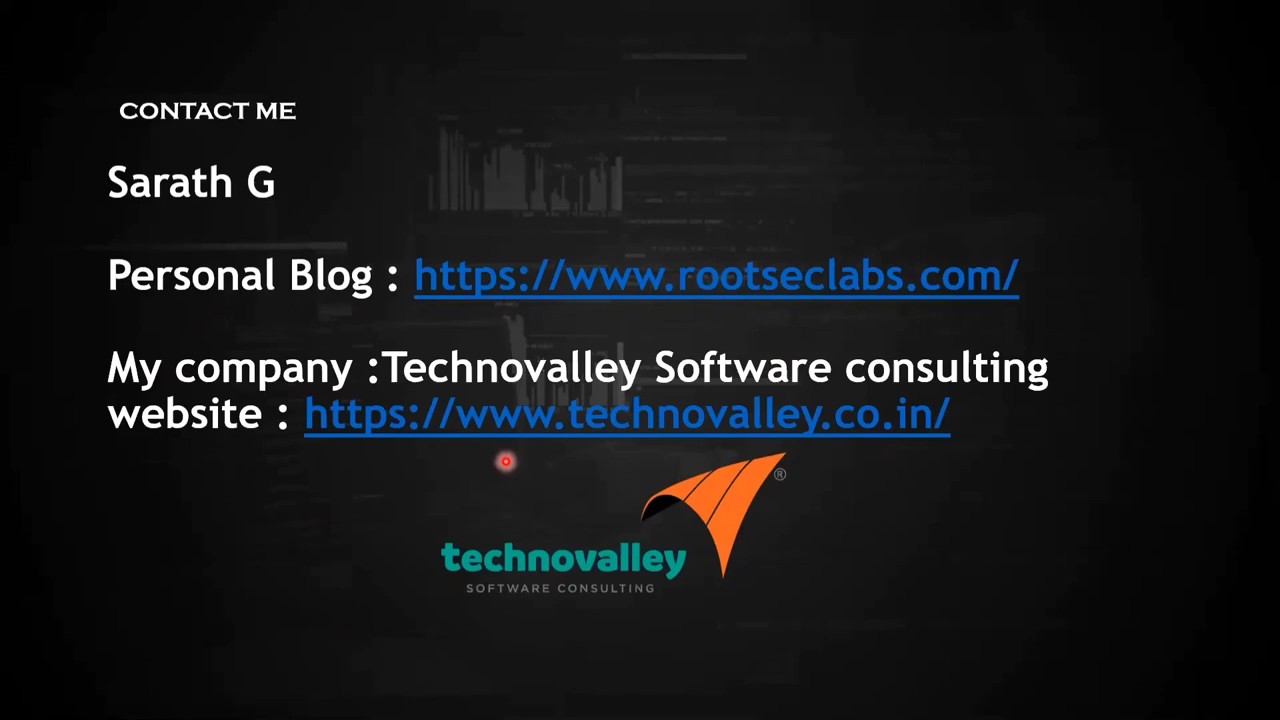 CONTACT ME
Sarath G
Personal Blog : https://www.rootseclabs.com/
My company :Technovalley Software consulting
website : https://www.technovalley.co.in/
®
technovalley
SOFTWARE CONSULTING